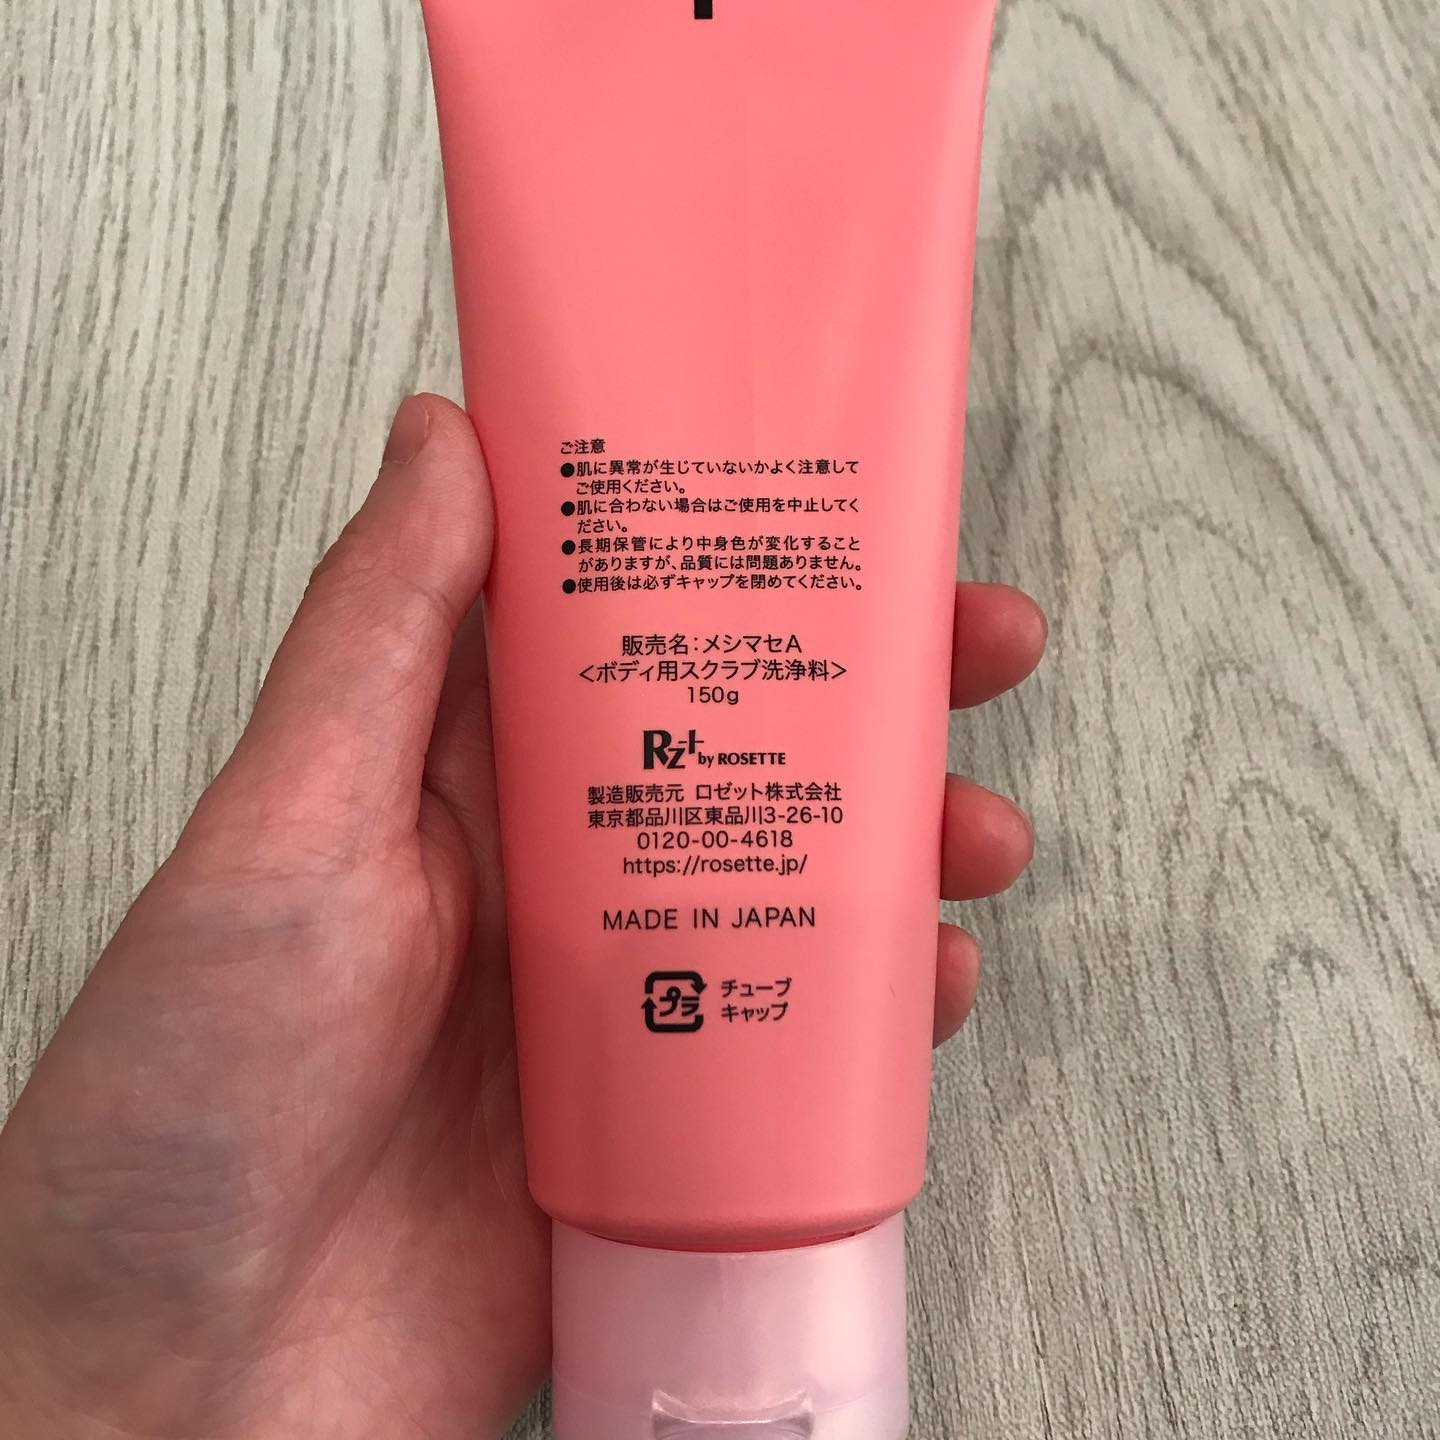 ご注意
●肌に異常が生じていないかよく注意して
ご使用ください。
●肌に合わない場合はご使用を中止してく
ださい。
●長期保管により中身色が変化すること
がありますが、品質には問題ありません。
●使用後は必ずキャップを閉めてください。
販売名:メシマセA
<ボディ用スクラブ洗浄料>
150g
Rz+ by ROSETTE
製造販売元 ロゼット株式会社
東京都品川区東品川3-26-10
0120-00-4618
https://rosette.jp/
MADE IN JAPAN
プラ チューブ
キャップ